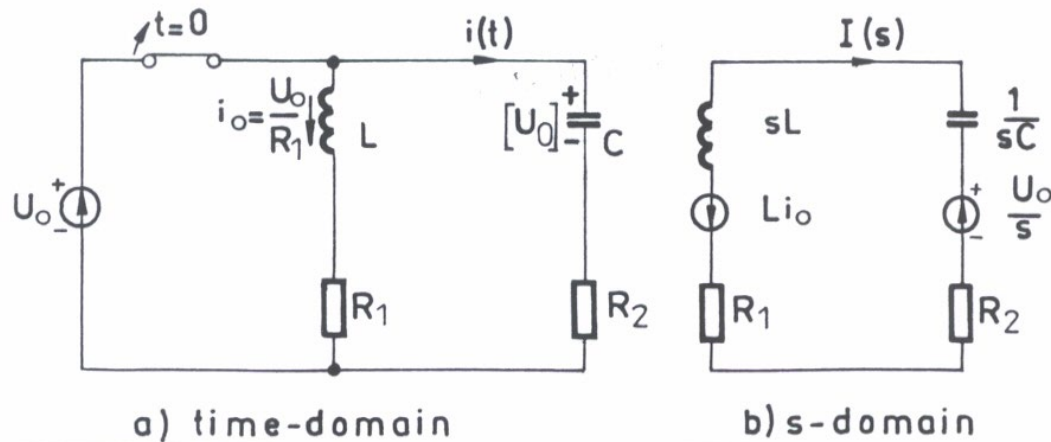 t=0
i(t)
I(s)
i₀=U₀/R₁
L
[U₀]
+
-
C
sL
1/sC
U₀
+
-
Li₀
+
-
U₀/s
R₁
R₂
R₁
R₂
a) time-domain
b) s-domain